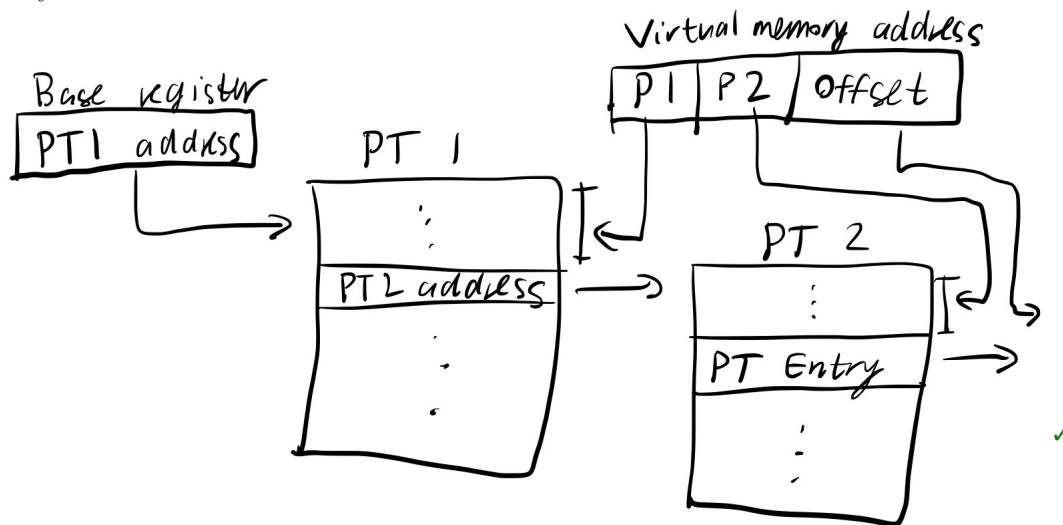 Virtual memory address
P1 P2 Offset
Base register
PT1 address
PT 1
PT2 address
PT 2
PT Entry